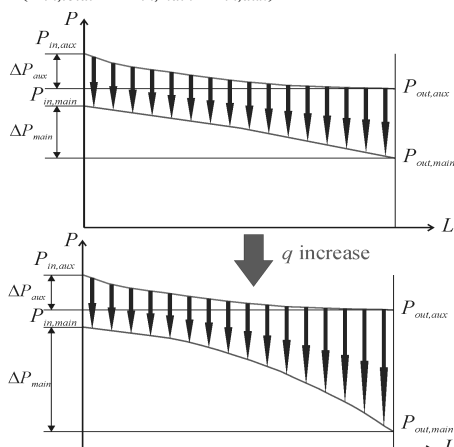 P
P_in,aux
ΔP_aux
P_in,main
ΔP_main
P_out,aux
P_out,main
L
q increase
P
P_in,aux
ΔP_aux
P_in,main
ΔP_main
P_out,aux
P_out,main